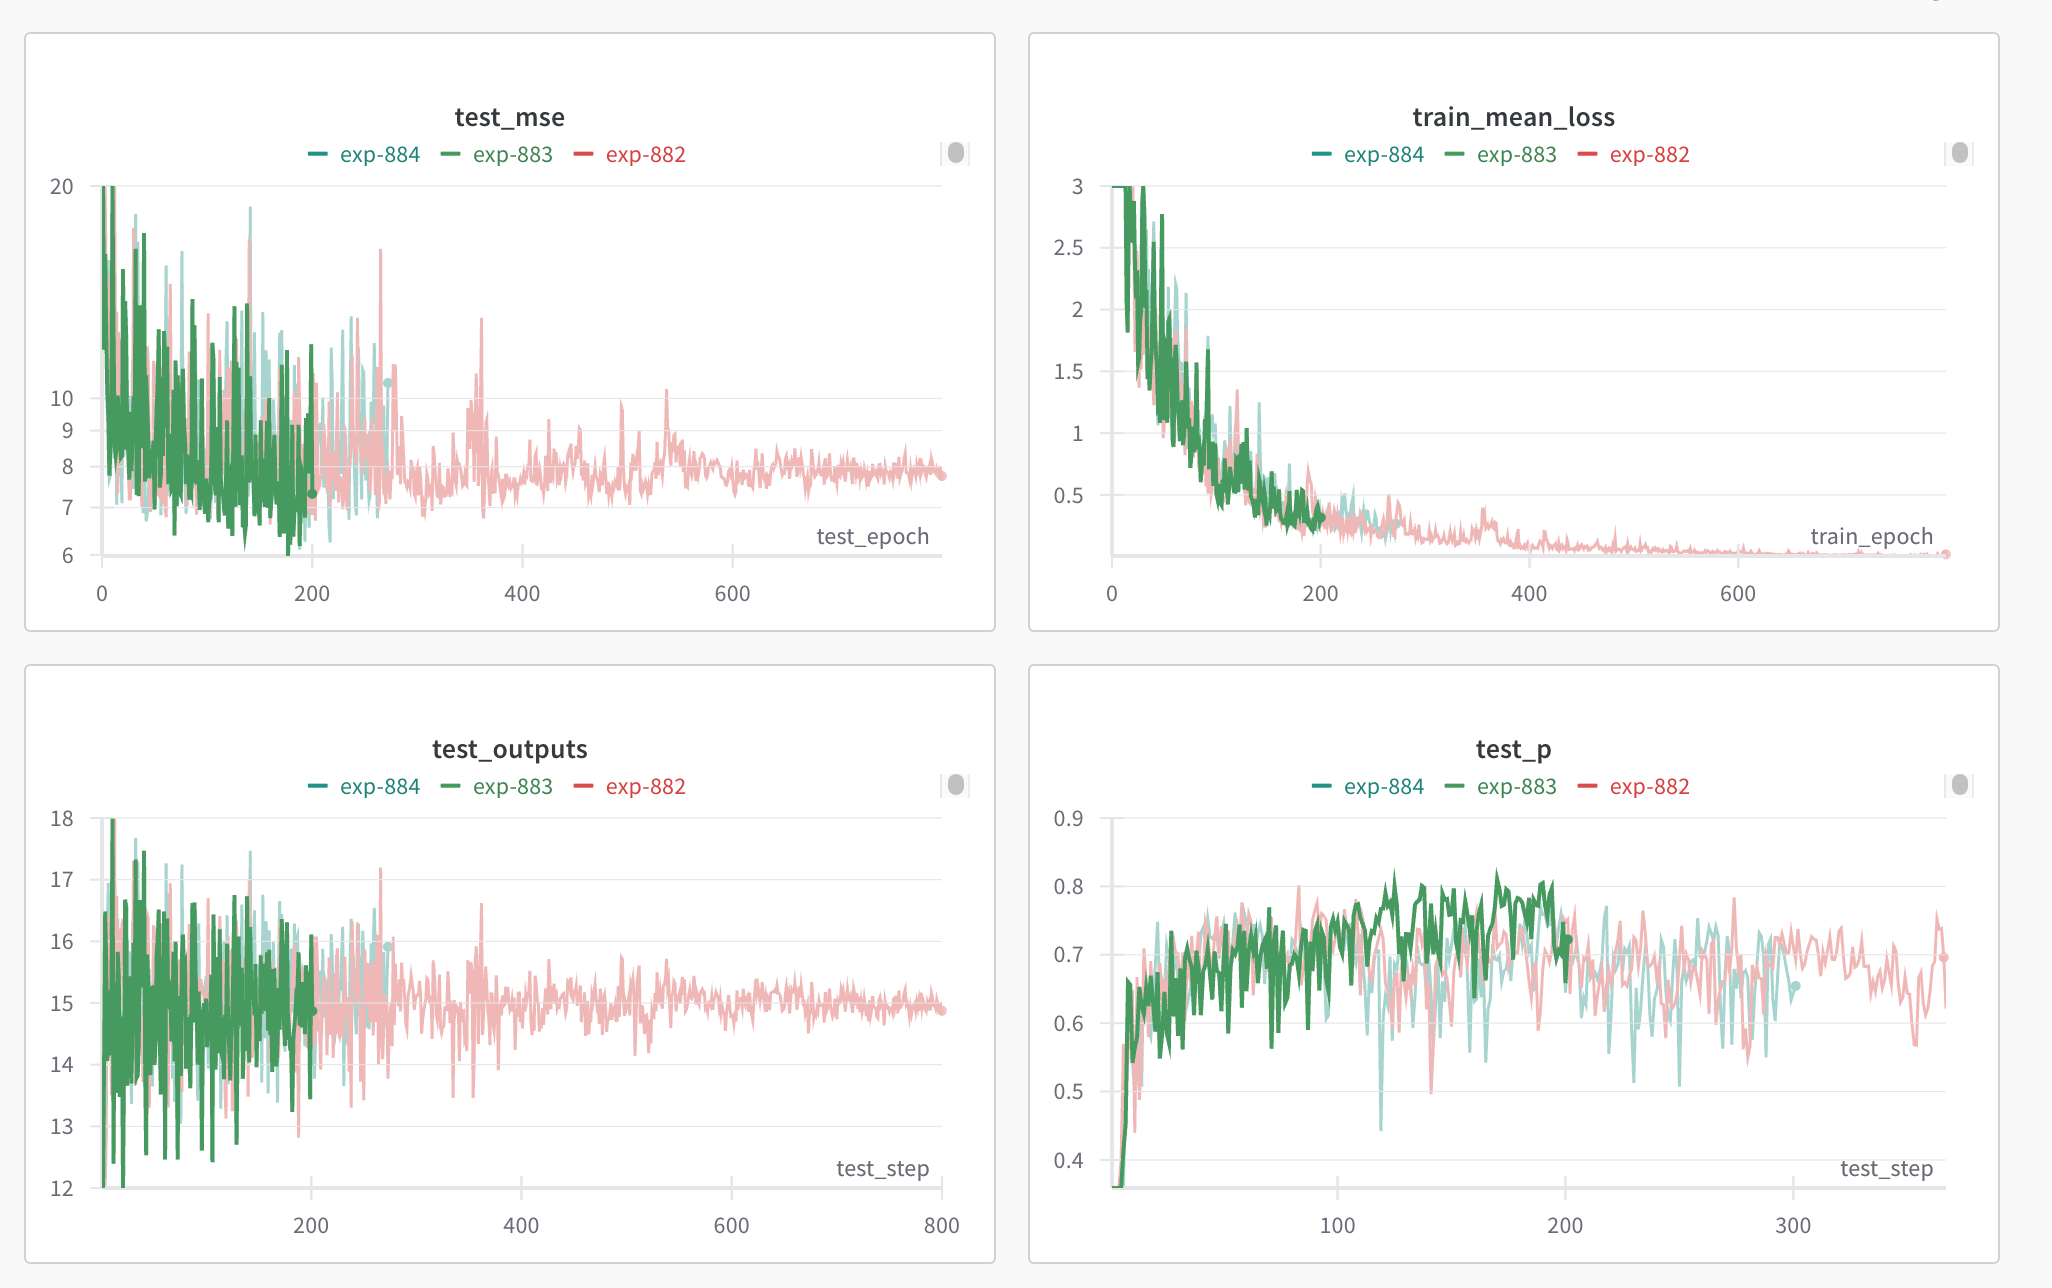 test_mse
exp-884 exp-883 exp-882
20
10
9
8
7
6
test_epoch
0 200 400 600
train_mean_loss
exp-884 exp-883 exp-882
3
2.5
2
1.5
1
0.5
train_epoch
0 200 400 600
test_outputs
exp-884 exp-883 exp-882
18
17
16
15
14
13
12
test_step
200 400 600 800
test_p
exp-884 exp-883 exp-882
0.9
0.8
0.7
0.6
0.5
0.4
test_step
100 200 300